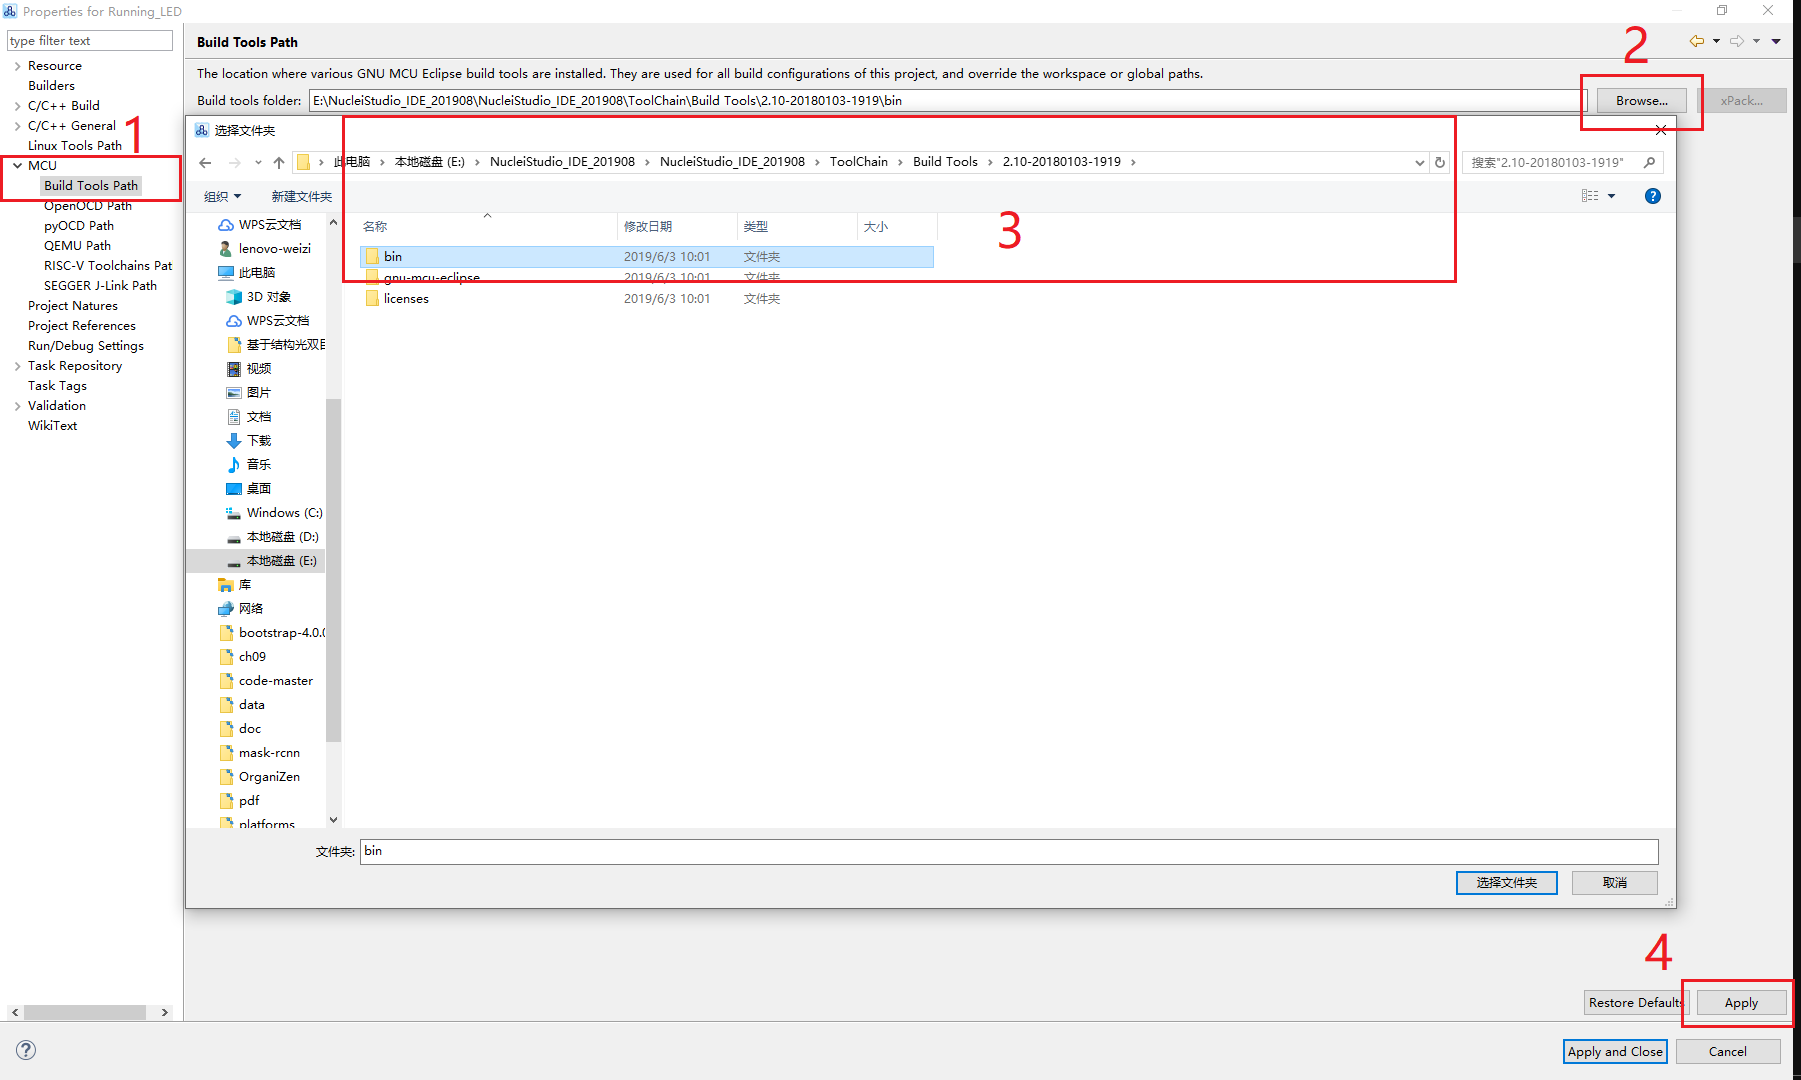 Properties for Running_LED
type filter text
Resource
Builders
C/C++ Build
C/C++ General
Linux Tools Path
1
MCU
Build Tools Path
OpenOCD Path
pyOCD Path
QEMU Path
RISC-V Toolchains Pat
SEGGER J-Link Path
Project Natures
Project References
Run/Debug Settings
Task Repository
Task Tags
Validation
WikiText
Build Tools Path
2
The location where various GNU MCU Eclipse build tools are installed. They are used for all build configurations of this project, and override the workspace or global paths.
Build tools folder: E:\NucleiStudio_IDE_201908\NucleiStudio_IDE_201908\ToolChain\Build Tools\2.10-20180103-1919\bin Browse... xPack...
选择文件夹
此电脑 本地磁盘 (E:) NucleiStudio_IDE_201908 NucleiStudio_IDE_201908 ToolChain Build Tools 2.10-20180103-1919 搜索"2.10-20180103-1919"
组织 新建文件夹
WPS云文档
lenovo-weizi
此电脑
3D 对象
WPS云文档
基于结构光双目
视频
图片
文档
下载
音乐
桌面
Windows (C:)
本地磁盘 (D:)
本地磁盘 (E:)
库
网络
bootstrap-4.0.0
ch09
code-master
data
doc
mask-rcnn
OrganiZen
pdf
platforms
名称 修改日期 类型 大小
3
bin 2019/6/3 10:01 文件夹
gnu-mcu-eclipse 2019/6/3 10:01 文件夹
licenses 2019/6/3 10:01 文件夹
文件夹: bin
选择文件夹 取消
4
Restore Defaults Apply
Apply and Close Cancel